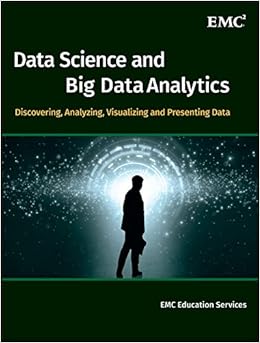 EMC²
Data Science and
Big Data Analytics
Discovering, Analyzing, Visualizing and Presenting Data
EMC Education Services